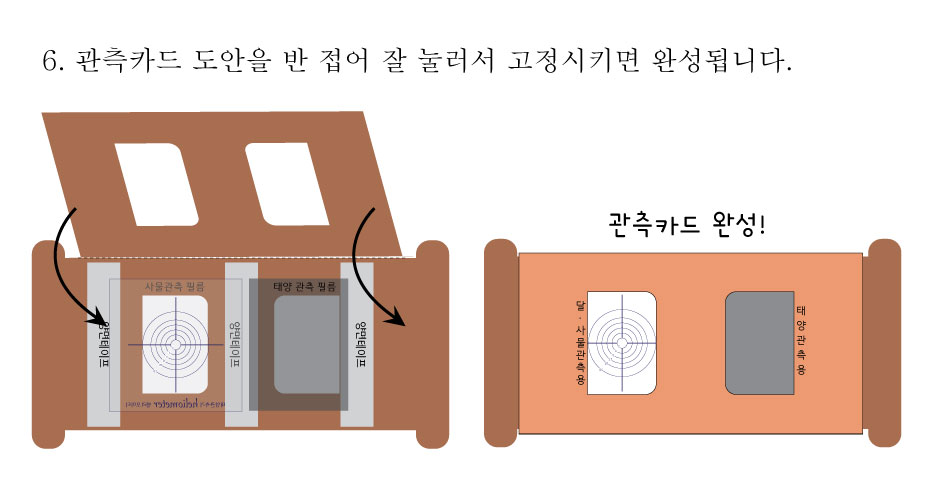 6. 관측카드 도안을 반 접어 잘 눌러서 고정시키면 완성됩니다.
관측카드 완성!
사물관측 필름
태양 관측 필름
양면테이프
양면테이프
양면테이프
heliometer
달·사물관측용
태양관측용